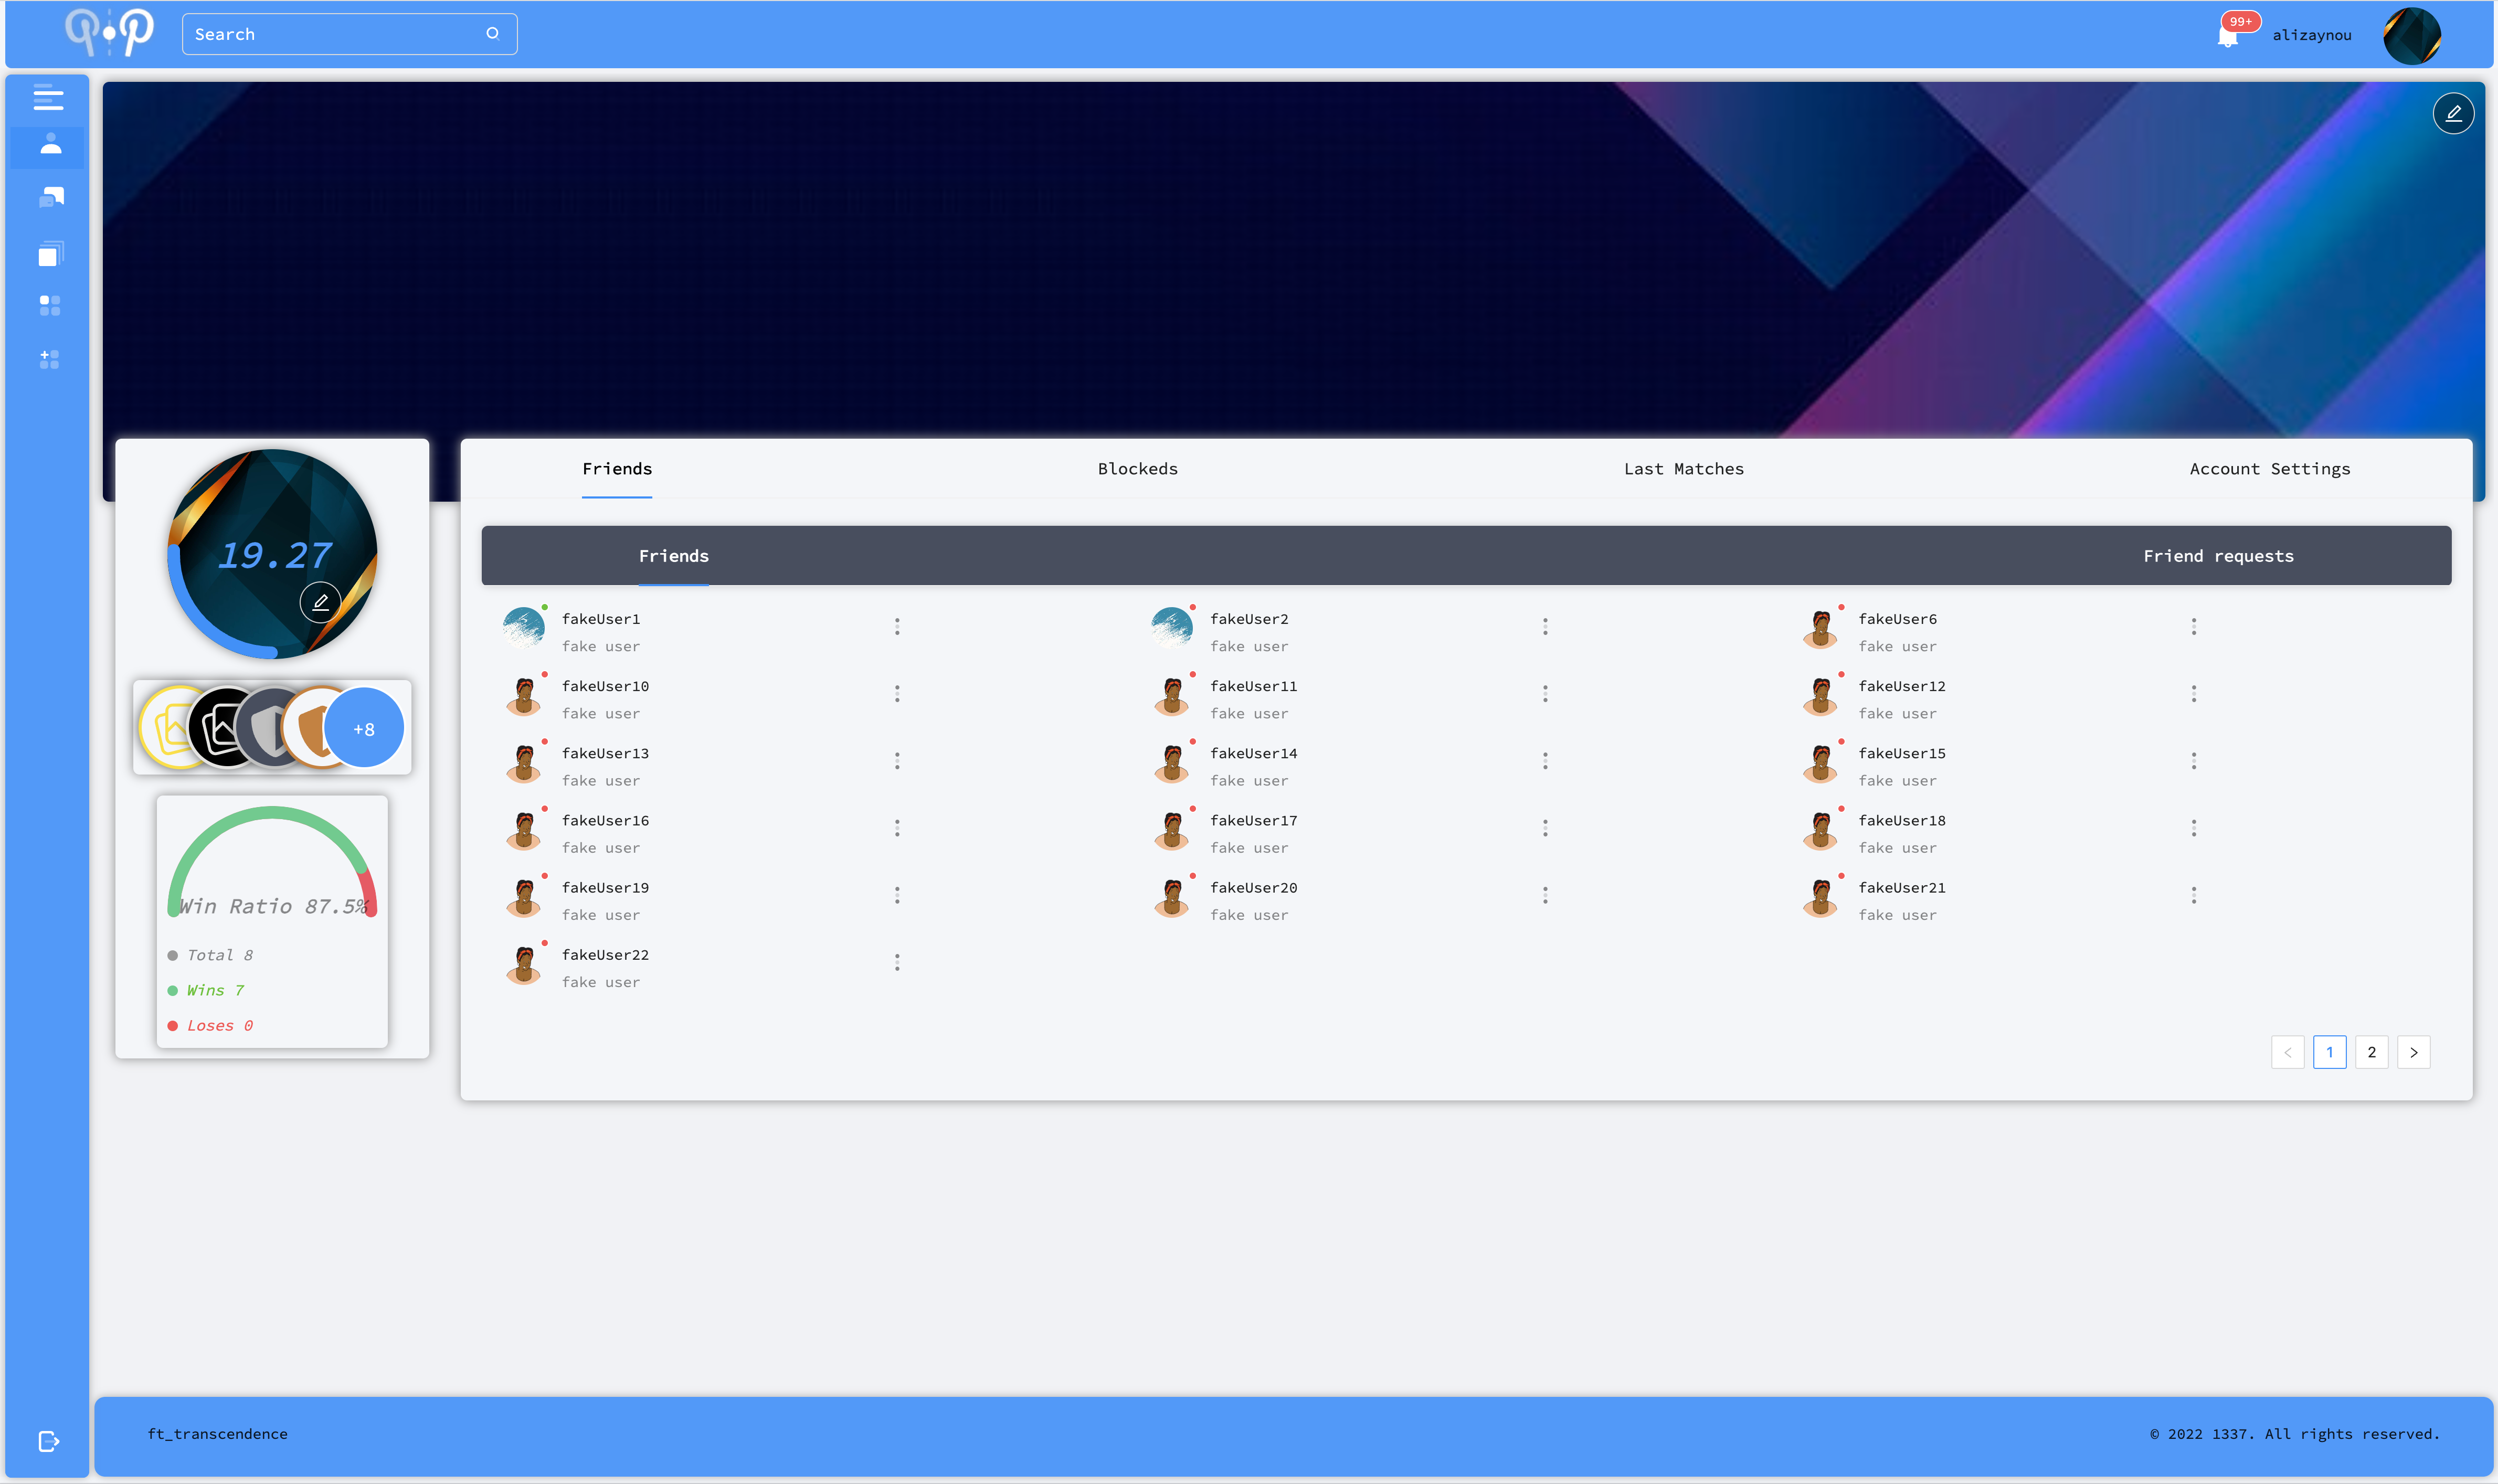 Search
99+
alizaynou
Friends
Blockeds
Last Matches
Account Settings
19.27
+8
Win Ratio 87.5%
Total 8
Wins 7
Loses 0
Friends
Friend requests
fakeUser1
fake user
fakeUser2
fake user
fakeUser6
fake user
fakeUser10
fake user
fakeUser11
fake user
fakeUser12
fake user
fakeUser13
fake user
fakeUser14
fake user
fakeUser15
fake user
fakeUser16
fake user
fakeUser17
fake user
fakeUser18
fake user
fakeUser19
fake user
fakeUser20
fake user
fakeUser21
fake user
fakeUser22
fake user
< 1 2 >
ft_transcendence
© 2022 1337. All rights reserved.